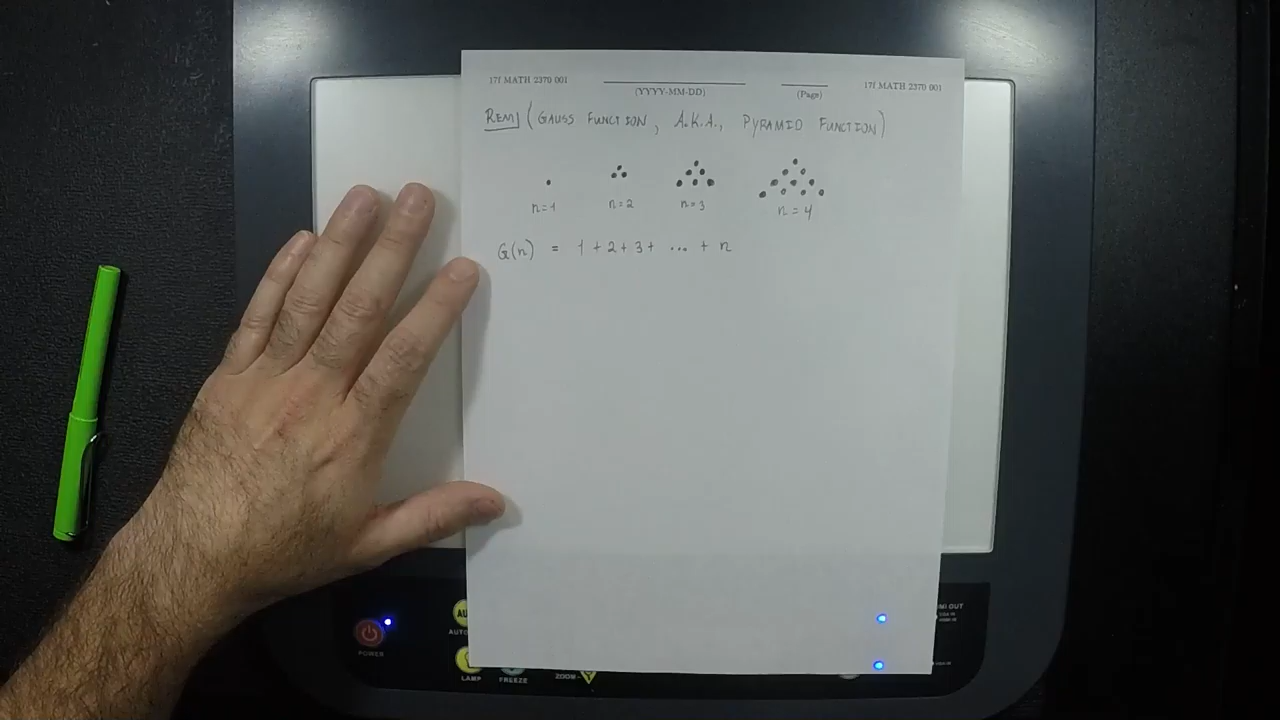 17f MATH 2370 001
(YYYY-MM-DD)
(Page)
17f MATH 2370 001
REM] (GAUSS FUNCTION, A.K.A., PYRAMID FUNCTION)
n=1 n=2 n=3 n=4
G(n) = 1+2+3+ ... + n
POWER
LAMP
FREEZE
ZOOM-